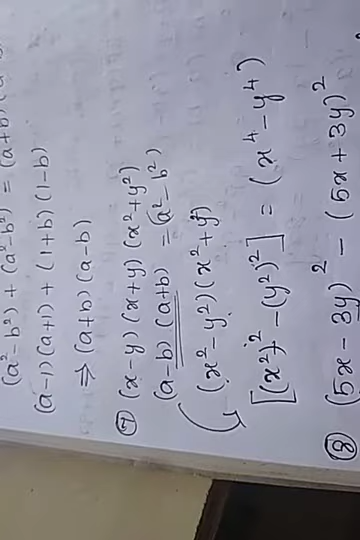 (a²-b²) + (a²-b²) = (a+b)(a
(a-1)(a+1) + (1+b)(1-b)
⇒ (a+b)(a-b)
⑦ (x-y)(x+y)(x²+y²)
(a-b)(a+b) = (a²-b²)
(x²-y²)(x²+y²)
[(x²)² - (y²)²] = (x⁴-y⁴)
⑧ (5x-3y)² - (5x+3y)²